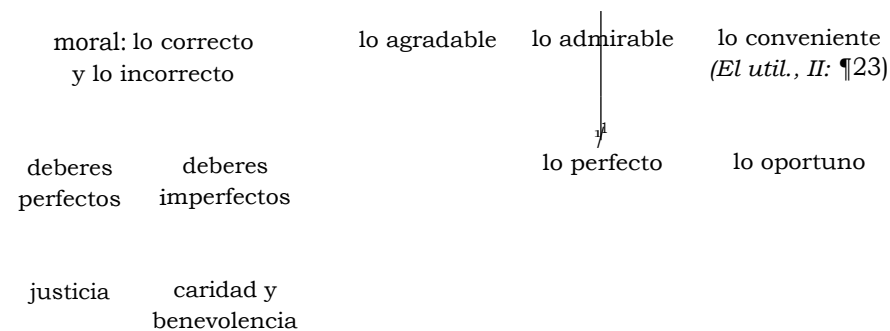 moral: lo correcto y lo incorrecto
lo agradable
lo admirable
lo conveniente
(El util., II: ¶23)
deberes perfectos
deberes imperfectos
lo perfecto
lo oportuno
justicia
caridad y benevolencia